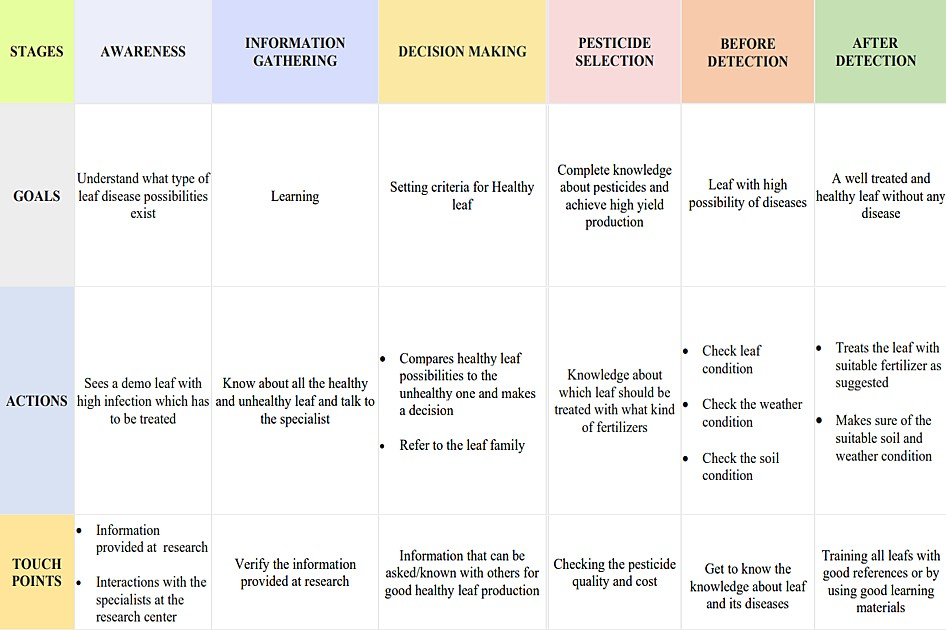 STAGES
AWARENESS
INFORMATION
GATHERING
DECISION MAKING
PESTICIDE
SELECTION
BEFORE
DETECTION
AFTER
DETECTION
GOALS
Understand what type of
leaf disease possibilities
exist
Learning
Setting criteria for Healthy
leaf
Complete knowledge
about pesticides and
achieve high yield
production
Leaf with high
possibility of diseases
A well treated and
healthy leaf without any
disease
ACTIONS
Sees a demo leaf with
high infection which has
to be treated
Know about all the healthy
and unhealthy leaf and talk to
the specialist
• Compares healthy leaf
possibilities to the
unhealthy one and makes
a decision
• Refer to the leaf family
Knowledge about
which leaf should be
treated with what kind
of fertilizers
• Check leaf
condition
• Check the weather
condition
• Check the soil
condition
• Treats the leaf with
suitable fertilizer as
suggested
• Makes sure of the
suitable soil and
weather condition
TOUCH
POINTS
• Information
provided at research
• Interactions with the
specialists at the
research center
Verify the information
provided at research
Information that can be
asked/known with others for
good healthy leaf production
Checking the pesticide
quality and cost
Get to know the
knowledge about leaf
and its diseases
Training all leafs with
good references or by
using good learning
materials